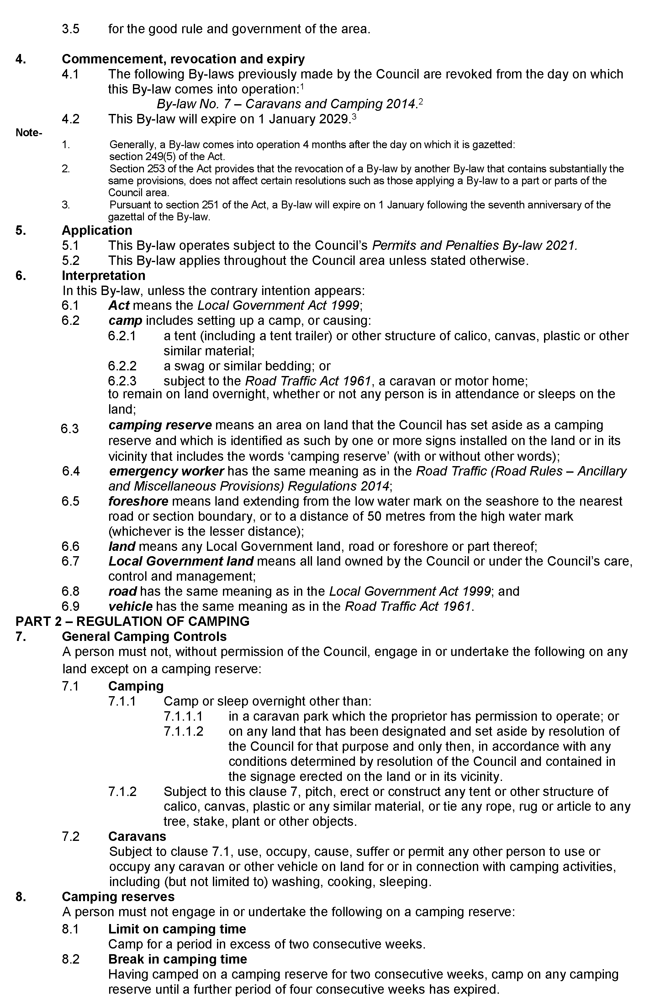 3.5 for the good rule and government of the area.
4. Commencement, revocation and expiry
4.1 The following By-laws previously made by the Council are revoked from the day on which
this By-law comes into operation:1
By-law No. 7 – Caravans and Camping 2014.2
4.2 This By-law will expire on 1 January 2029.3
Note-
1. Generally, a By-law comes into operation 4 months after the day on which it is gazetted:
section 249(5) of the Act.
2. Section 253 of the Act provides that the revocation of a By-law by another By-law that contains substantially the
same provisions, does not affect certain resolutions such as those applying a By-law to a part or parts of the
Council area.
3. Pursuant to section 251 of the Act, a By-law will expire on 1 January following the seventh anniversary of the
gazettal of the By-law.
5. Application
5.1 This By-law operates subject to the Council’s Permits and Penalties By-law 2021.
5.2 This By-law applies throughout the Council area unless stated otherwise.
6. Interpretation
In this By-law, unless the contrary intention appears:
6.1 Act means the Local Government Act 1999;
6.2 camp includes setting up a camp, or causing:
6.2.1 a tent (including a tent trailer) or other structure of calico, canvas, plastic or other
similar material;
6.2.2 a swag or similar bedding; or
6.2.3 subject to the Road Traffic Act 1961, a caravan or motor home;
to remain on land overnight, whether or not any person is in attendance or sleeps on the
land;
6.3 camping reserve means an area on land that the Council has set aside as a camping
reserve and which is identified as such by one or more signs installed on the land or in its
vicinity that includes the words ‘camping reserve’ (with or without other words);
6.4 emergency worker has the same meaning as in the Road Traffic (Road Rules – Ancillary
and Miscellaneous Provisions) Regulations 2014;
6.5 foreshore means land extending from the low water mark on the seashore to the nearest
road or section boundary, or to a distance of 50 metres from the high water mark
(whichever is the lesser distance);
6.6 land means any Local Government land, road or foreshore or part thereof;
6.7 Local Government land means all land owned by the Council or under the Council’s care,
control and management;
6.8 road has the same meaning as in the Local Government Act 1999; and
6.9 vehicle has the same meaning as in the Road Traffic Act 1961.
PART 2 – REGULATION OF CAMPING
7. General Camping Controls
A person must not, without permission of the Council, engage in or undertake the following on any
land except on a camping reserve:
7.1 Camping
7.1.1 Camp or sleep overnight other than:
7.1.1.1 in a caravan park which the proprietor has permission to operate; or
7.1.1.2 on any land that has been designated and set aside by resolution of
the Council for that purpose and only then, in accordance with any
conditions determined by resolution of the Council and contained in
the signage erected on the land or in its vicinity.
7.1.2 Subject to this clause 7, pitch, erect or construct any tent or other structure of
calico, canvas, plastic or any similar material, or tie any rope, rug or article to any
tree, stake, plant or other objects.
7.2 Caravans
Subject to clause 7.1, use, occupy, cause, suffer or permit any other person to use or
occupy any caravan or other vehicle on land for or in connection with camping activities,
including (but not limited to) washing, cooking, sleeping.
8. Camping reserves
A person must not engage in or undertake the following on a camping reserve:
8.1 Limit on camping time
Camp for a period in excess of two consecutive weeks.
8.2 Break in camping time
Having camped on a camping reserve for two consecutive weeks, camp on any camping
reserve until a further period of four consecutive weeks has expired.